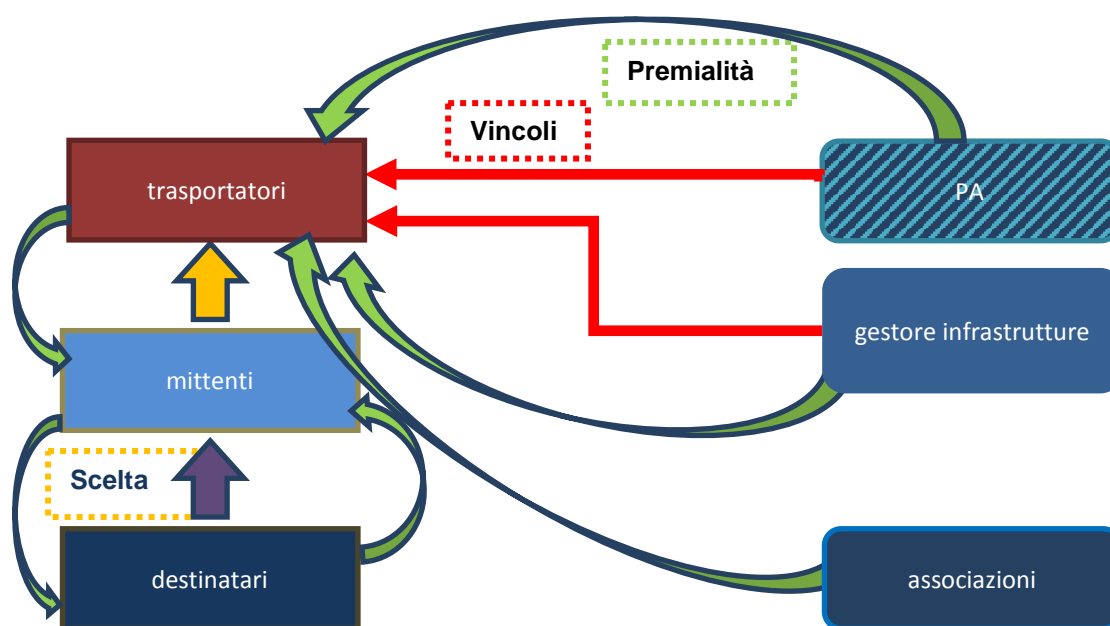 Premialità
Vincoli
trasportatori
PA
gestore infrastrutture
mittenti
Scelta
destinatari
associazioni